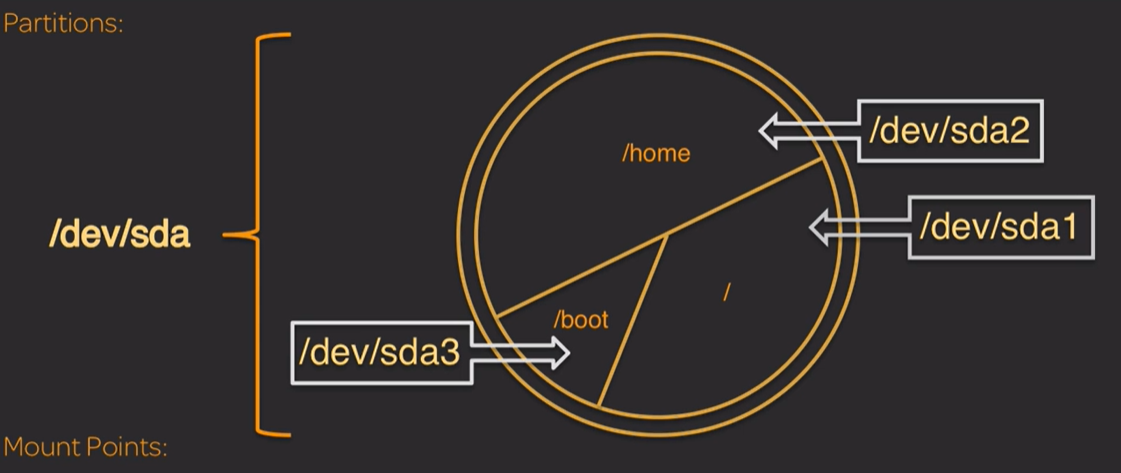 Partitions:
/dev/sda2
/home
/dev/sda1
/dev/sda
/
/boot
/dev/sda3
Mount Points: